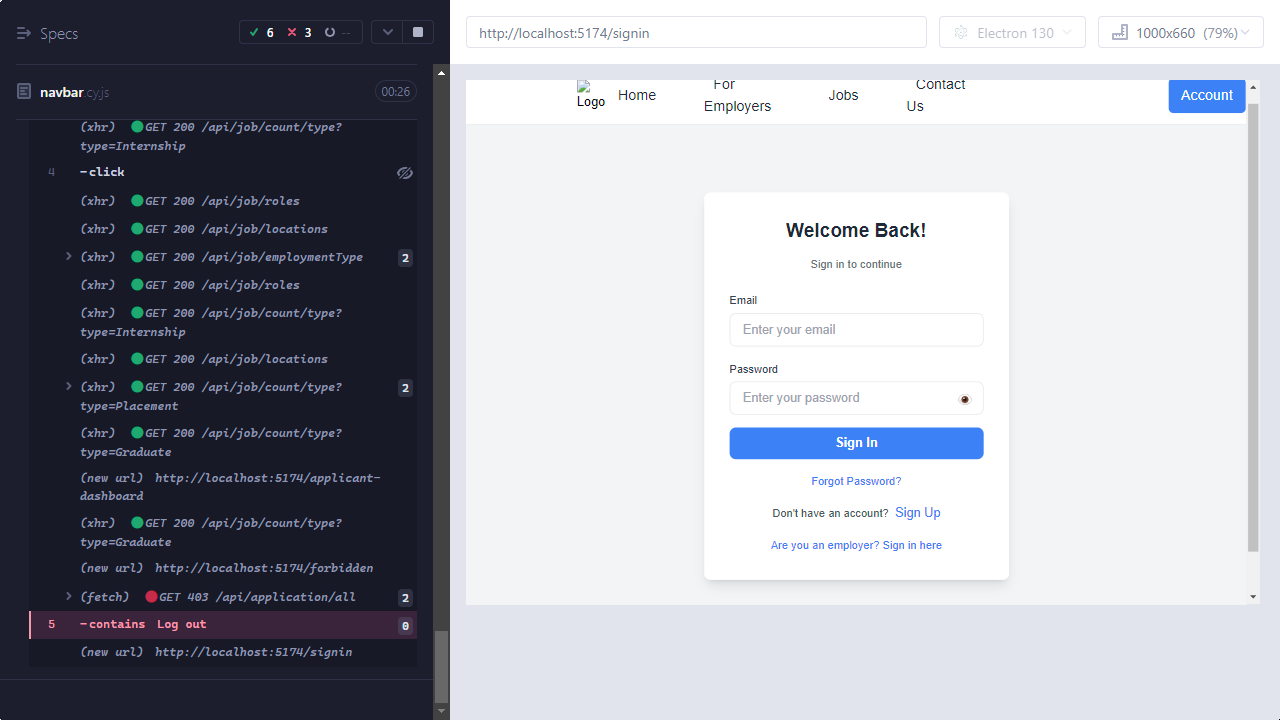 Specs
6
3
--
navbar.cy.js
00:26
(xhr) GET 200 /api/job/count/type?
type=Internship
4 -click
(xhr) GET 200 /api/job/roles
(xhr) GET 200 /api/job/locations
(xhr) GET 200 /api/job/employmentType 2
(xhr) GET 200 /api/job/roles
(xhr) GET 200 /api/job/count/type?
type=Internship
(xhr) GET 200 /api/job/locations
(xhr) GET 200 /api/job/count/type? 2
type=Placement
(xhr) GET 200 /api/job/count/type?
type=Graduate
(new url) http://localhost:5174/applicant-
dashboard
(xhr) GET 200 /api/job/count/type?
type=Graduate
(new url) http://localhost:5174/forbidden
(fetch) GET 403 /api/application/all 2
5 -contains Log out 0
(new url) http://localhost:5174/signin
http://localhost:5174/signin
Electron 130
1000x660 (79%)
Logo
Home
For
Employers
Jobs
Contact
Us
Account
Welcome Back!
Sign in to continue
Email
Enter your email
Password
Enter your password
Sign In
Forgot Password?
Don't have an account? Sign Up
Are you an employer? Sign in here